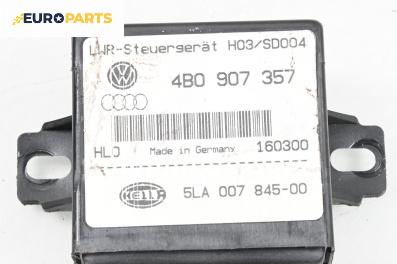 EUROPARTS
LWR-Steuergerät H03/SD004
4B0 907 357
HLO Made in Germany 160300
HELLA
5LA 007 845-00